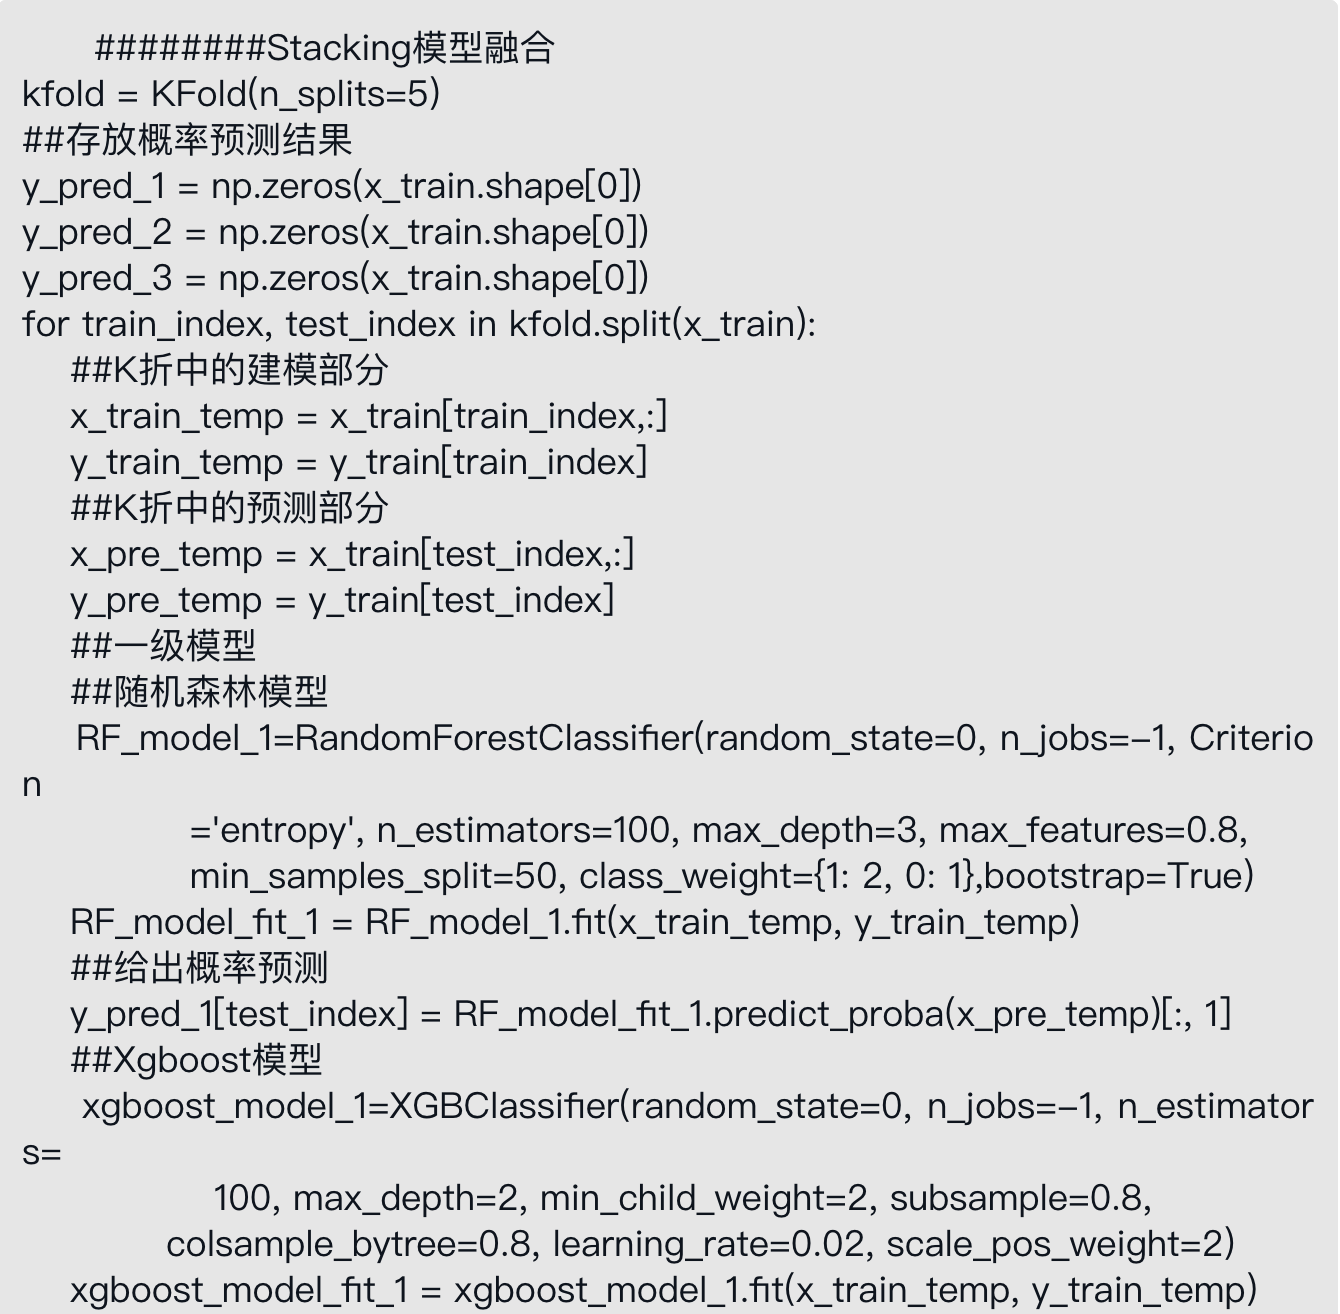 ########Stacking模型融合
kfold = KFold(n_splits=5)
##存放概率预测结果
y_pred_1 = np.zeros(x_train.shape[0])
y_pred_2 = np.zeros(x_train.shape[0])
y_pred_3 = np.zeros(x_train.shape[0])
for train_index, test_index in kfold.split(x_train):
##K折中的建模部分
x_train_temp = x_train[train_index,:]
y_train_temp = y_train[train_index]
##K折中的预测部分
x_pre_temp = x_train[test_index,:]
y_pre_temp = y_train[test_index]
##一级模型
##随机森林模型
RF_model_1=RandomForestClassifier(random_state=0, n_jobs=−1, Criterio
n
='entropy', n_estimators=100, max_depth=3, max_features=0.8,
min_samples_split=50, class_weight={1: 2, 0: 1},bootstrap=True)
RF_model_fit_1 = RF_model_1.fit(x_train_temp, y_train_temp)
##给出概率预测
y_pred_1[test_index] = RF_model_fit_1.predict_proba(x_pre_temp)[:, 1]
##Xgboost模型
xgboost_model_1=XGBClassifier(random_state=0, n_jobs=−1, n_estimator
s=
100, max_depth=2, min_child_weight=2, subsample=0.8,
colsample_bytree=0.8, learning_rate=0.02, scale_pos_weight=2)
xgboost_model_fit_1 = xgboost_model_1.fit(x_train_temp, y_train_temp)